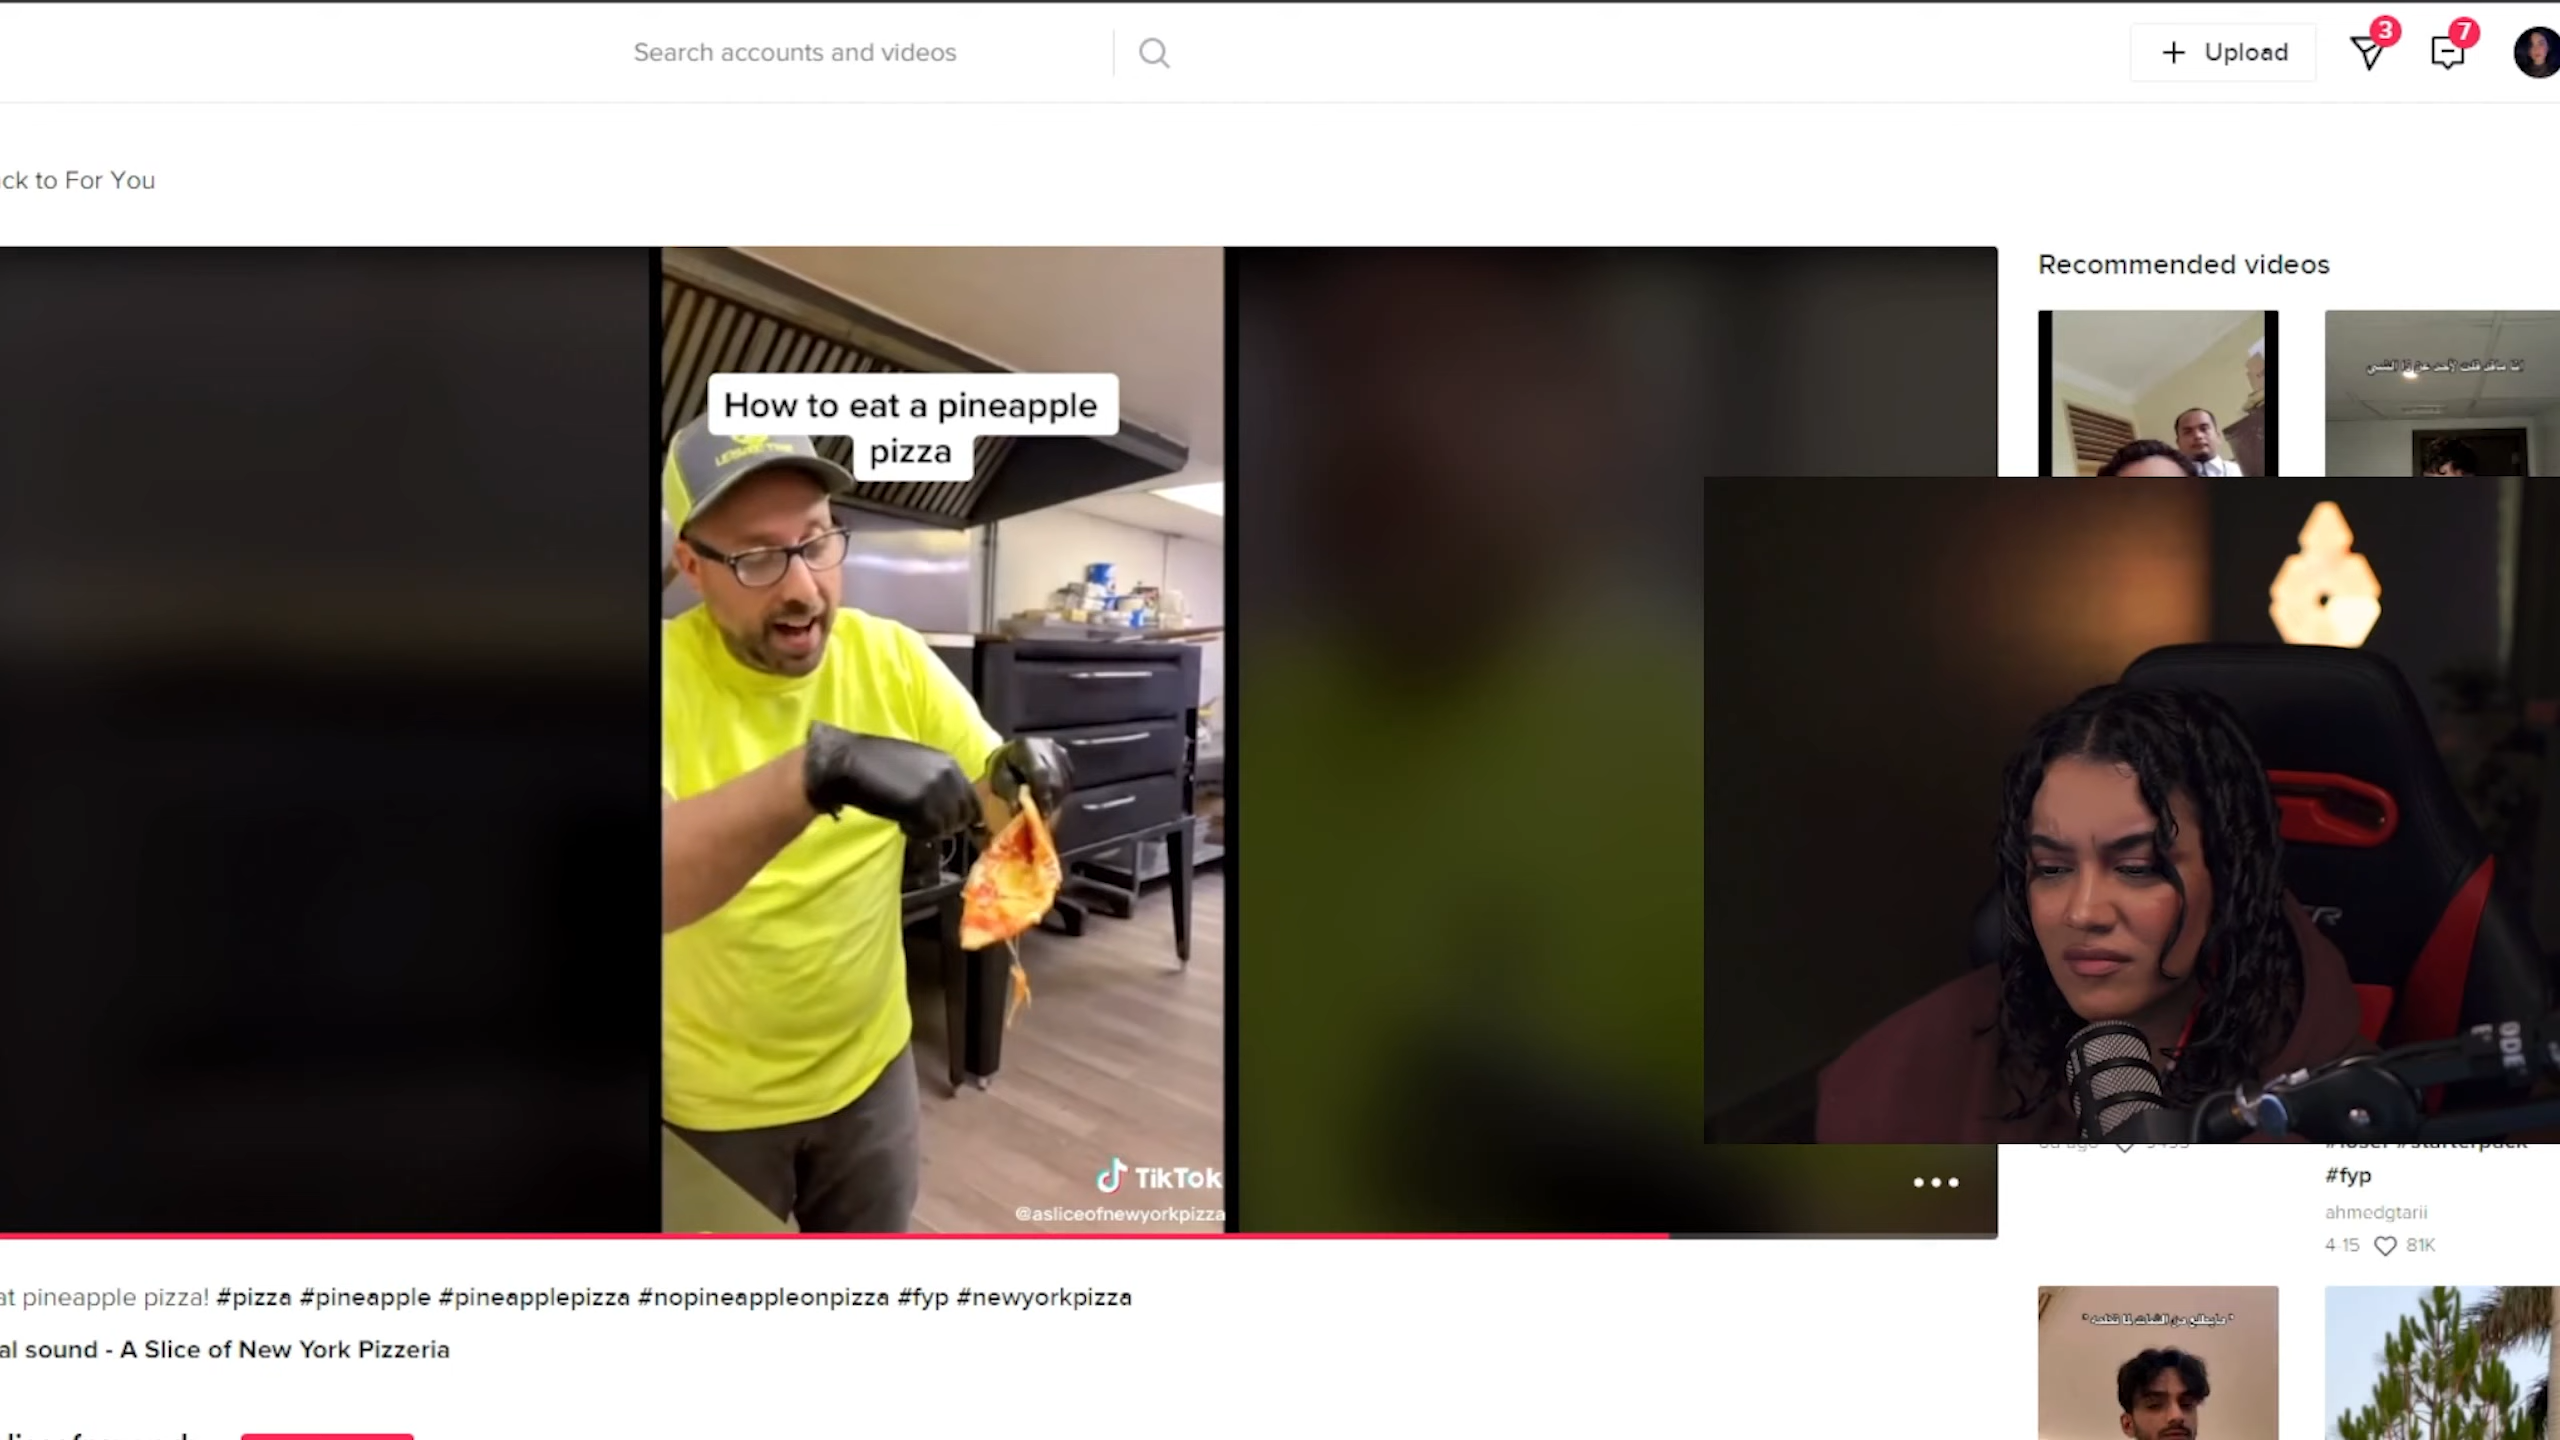 Search accounts and videos
Upload
3
7
ck to For You
Recommended videos
How to eat a pineapple
pizza
LEISURE TIME
TikTok
@asliceofnewyorkpizza
#fyp
ahmedgtarii
4-15 81K
at pineapple pizza! #pizza #pineapple #pineapplepizza #nopineappleonpizza #fyp #newyorkpizza
al sound - A Slice of New York Pizzeria